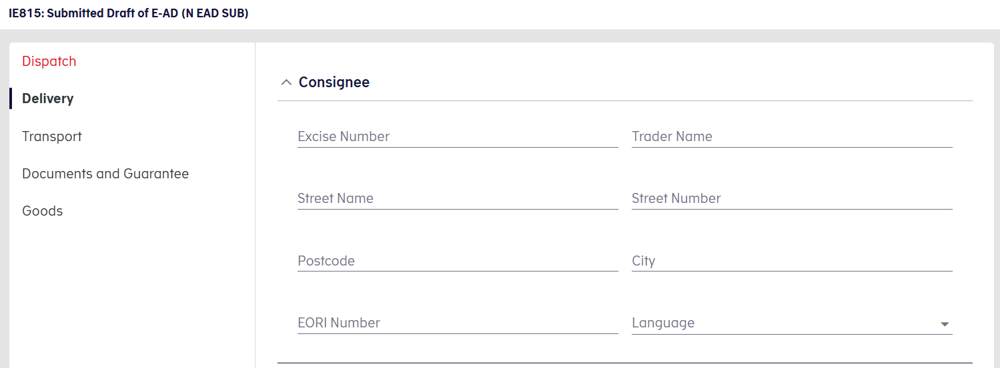 IE815: Submitted Draft of E-AD (N EAD SUB)
Dispatch
Delivery
Transport
Documents and Guarantee
Goods
Consignee
Excise Number
Trader Name
Street Name
Street Number
Postcode
City
EORI Number
Language